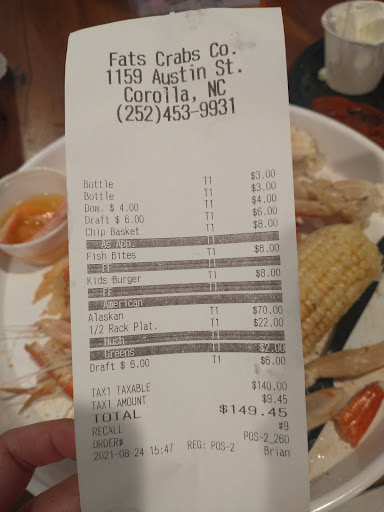 Fats Crabs Co.
1159 Austin St.
Corolla, NC
(252)453-9931
Bottle T1 $3.00
Bottle T1 $3.00
Dom. $ 4.00 T1 $4.00
Draft $ 6.00 T1 $6.00
Chip Basket T1 $8.00
As App. T1
Fish Bites T1 $8.00
FF T1
Kids Burger T1 $8.00
FF T1
American
Alaskan T1 $70.00
1/2 Rack Plat. T1 $22.00
Hush T1
Greens T1 $2.00
Draft $ 6.00 T1 $6.00
TAX1 TAXABLE $140.00
TAX1 AMOUNT $9.45
TOTAL $149.45
RECALL #9
ORDER# POS-2_260
2021-08-24 15:47 REG: POS-2 Brian